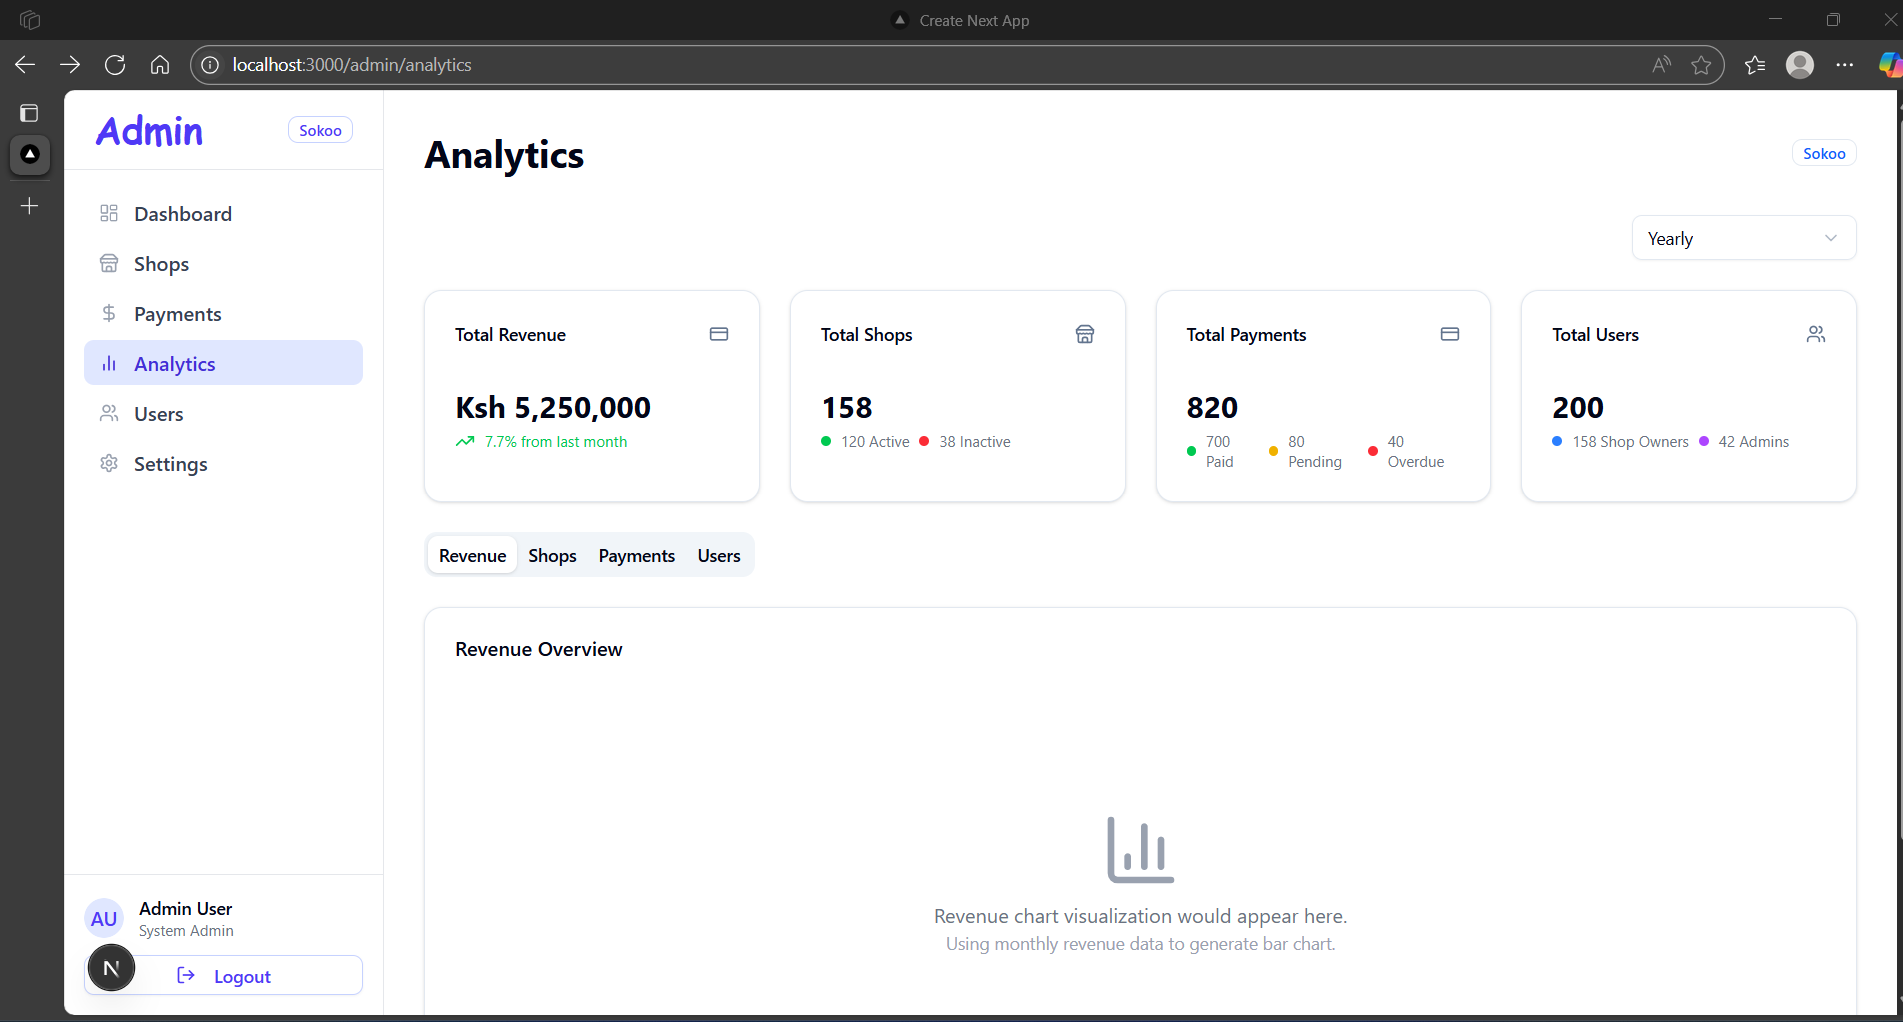 Create Next App
localhost:3000/admin/analytics
Admin
Sokoo
Dashboard
Shops
Payments
Analytics
Users
Settings
AU
Admin User
System Admin
N
Logout
Analytics
Sokoo
Yearly
Total Revenue
Ksh 5,250,000
7.7% from last month
Total Shops
158
120 Active
38 Inactive
Total Payments
820
700
Paid
80
Pending
40
Overdue
Total Users
200
158 Shop Owners
42 Admins
Revenue
Shops
Payments
Users
Revenue Overview
Revenue chart visualization would appear here.
Using monthly revenue data to generate bar chart.